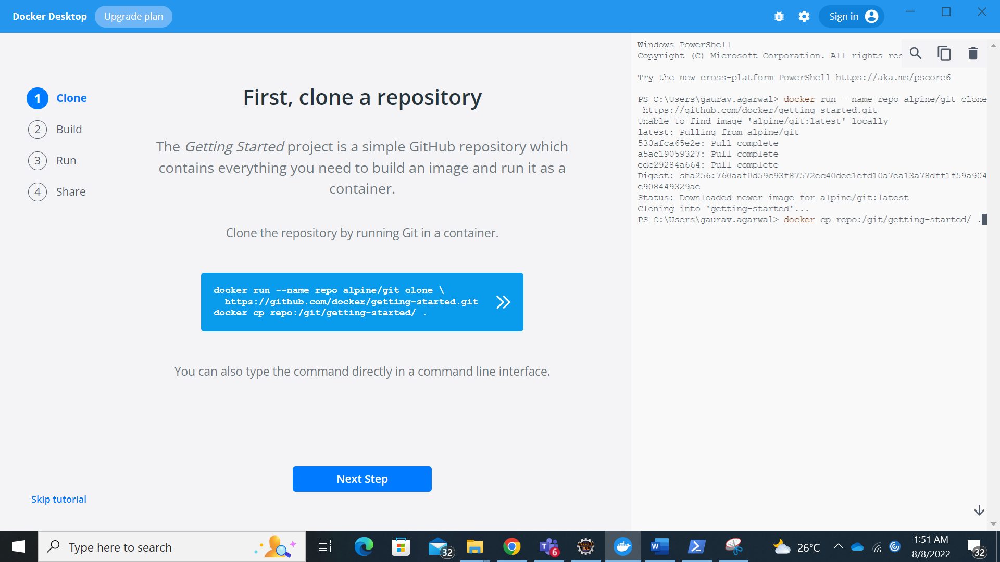 Docker Desktop
Upgrade plan
Sign in
1 Clone
2 Build
3 Run
4 Share
First, clone a repository
The Getting Started project is a simple GitHub repository which
contains everything you need to build an image and run it as a
container.
Clone the repository by running Git in a container.
docker run --name repo alpine/git clone \
https://github.com/docker/getting-started.git
docker cp repo:/git/getting-started/ .
You can also type the command directly in a command line interface.
Next Step
Skip tutorial
Windows PowerShell
Copyright (C) Microsoft Corporation. All rights res
Try the new cross-platform PowerShell https://aka.ms/pscore6
PS C:\Users\gaurav.agarwal> docker run --name repo alpine/git clone
https://github.com/docker/getting-started.git
Unable to find image 'alpine/git:latest' locally
latest: Pulling from alpine/git
530afca65e2e: Pull complete
a5ac19059327: Pull complete
edc29284a664: Pull complete
Digest: sha256:760aaf0d59c93f87572ec40dee1efd10a7ea13a78dff1f59a904
e908449329ae
Status: Downloaded newer image for alpine/git:latest
Cloning into 'getting-started'...
PS C:\Users\gaurav.agarwal> docker cp repo:/git/getting-started/ .
Type here to search
32
T 6
Java EE
IDE
W
26°C
1:51 AM
8/8/2022
32